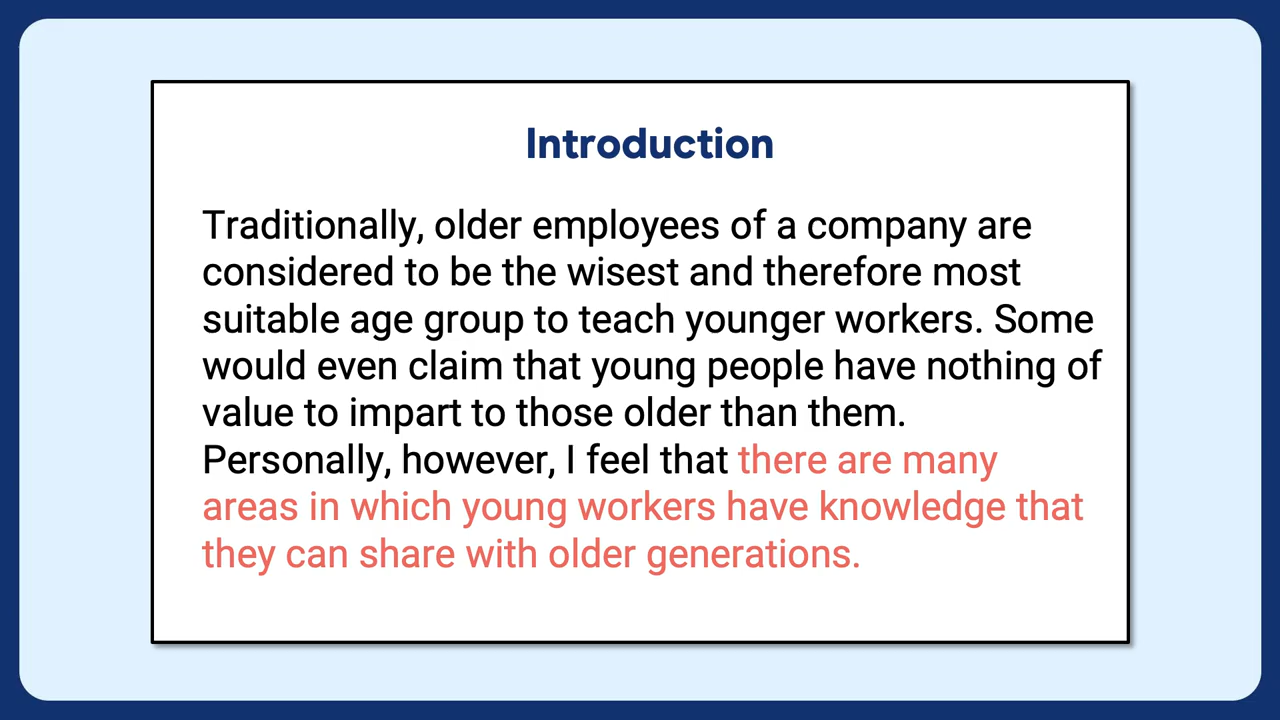 Introduction
Traditionally, older employees of a company are
considered to be the wisest and therefore most
suitable age group to teach younger workers. Some
would even claim that young people have nothing of
value to impart to those older than them.
Personally, however, I feel that there are many
areas in which young workers have knowledge that
they can share with older generations.